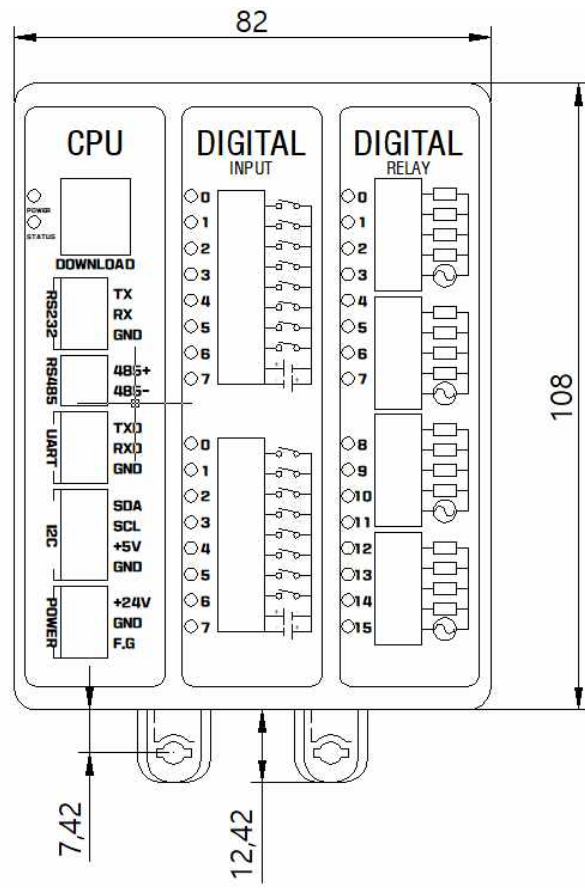 82
CPU
POWER
STATUS
DOWNLOAD
RS232
TX
RX
GND
RS485
485+
485-
UART
TXD
RXD
GND
I2C
SDA
SCL
+5V
GND
POWER
+24V
GND
F.G
DIGITAL
INPUT
0
1
2
3
4
5
6
7
0
1
2
3
4
5
6
7
DIGITAL
RELAY
0
1
2
3
4
5
6
7
8
9
10
11
12
13
14
15
108
7,42
12,42